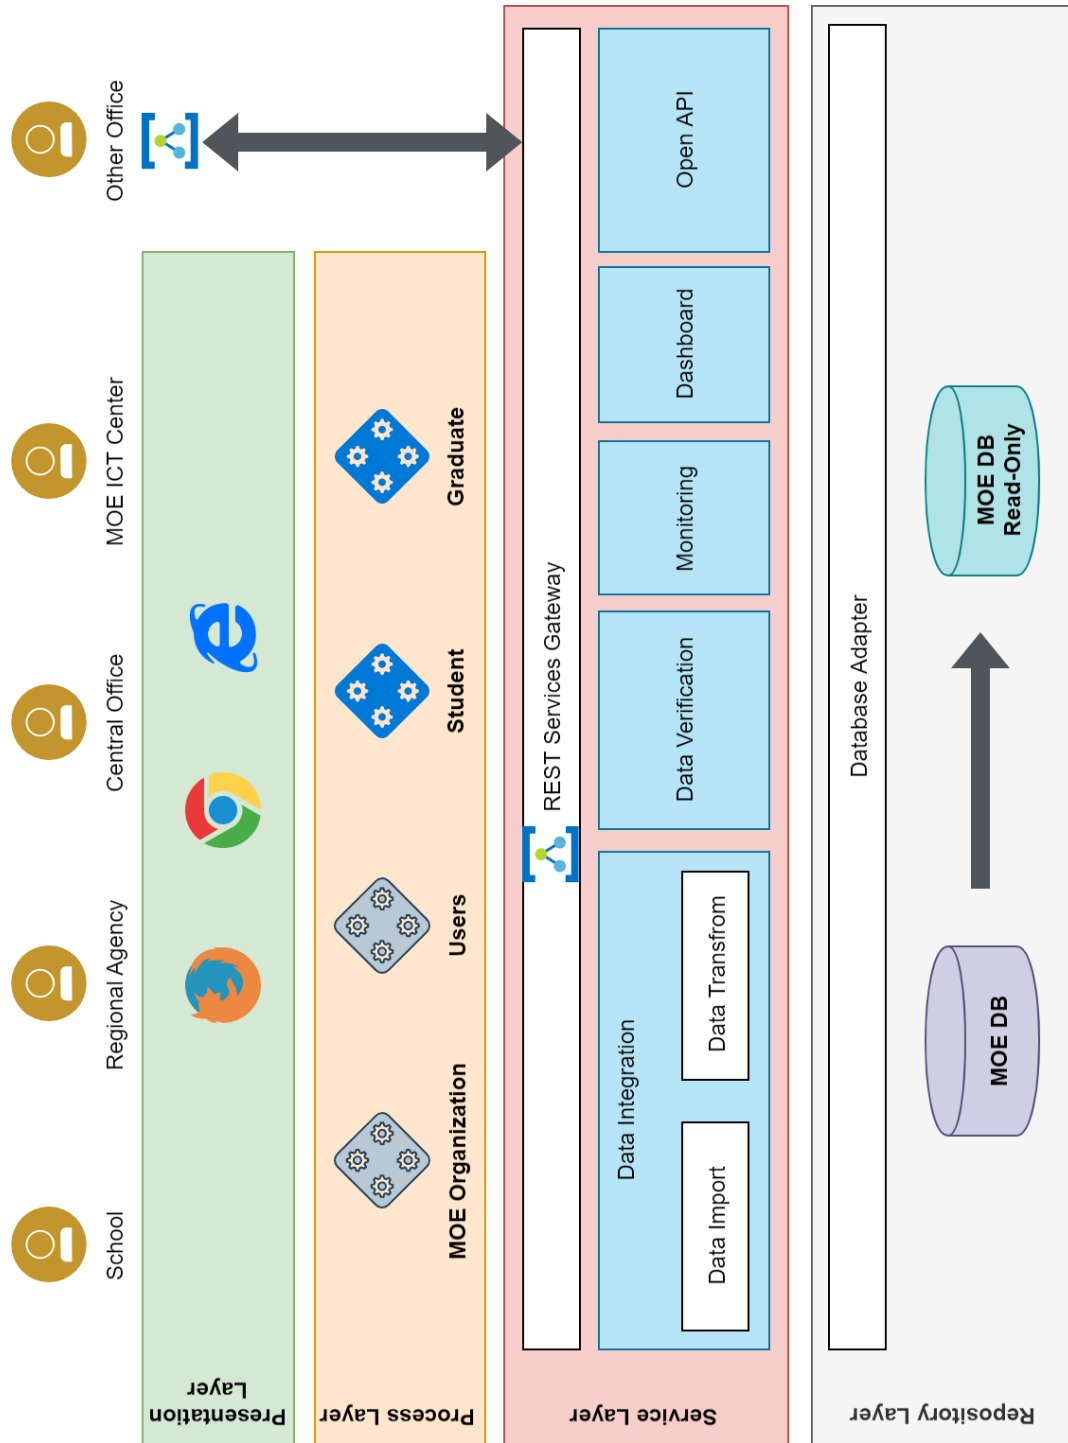 School
Regional Agency
Central Office
MOE ICT Center
Other Office
Presentation
Layer
Process Layer
MOE Organization
Users
Student
Graduate
Service Layer
REST Services Gateway
Data Integration
Data Import
Data Transfrom
Data Verification
Monitoring
Dashboard
Open API
Repository Layer
Database Adapter
MOE DB
MOE DB
Read-Only